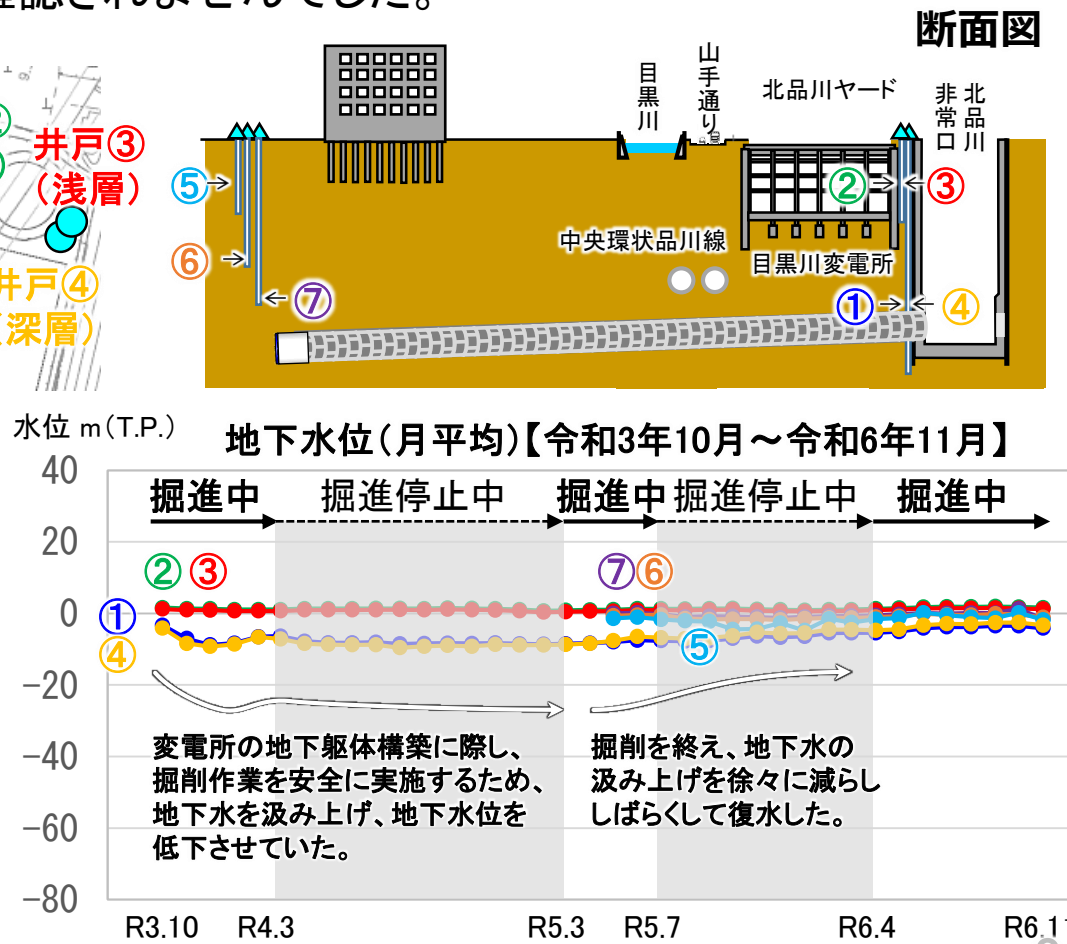 確認されませんでした。
断面図
井戸③
（浅層）
井戸④
（深層）
目黒川
山手通り
北品川ヤード
北品川
非常口
②
③
⑤
⑥
⑦
中央環状品川線
目黒川変電所
①
④
水位 m（T.P.）
地下水位（月平均）【令和3年10月～令和6年11月】
40
20
0
−20
−40
−60
−80
掘進中
掘進停止中
掘進中
掘進停止中
掘進中
②
③
⑦
⑥
①
④
⑤
変電所の地下躯体構築に際し、
掘削作業を安全に実施するため、
地下水を汲み上げ、地下水位を
低下させていた。
掘削を終え、地下水の
汲み上げを徐々に減らし
しばらくして復水した。
R3.10
R4.3
R5.3
R5.7
R6.4
R6.11